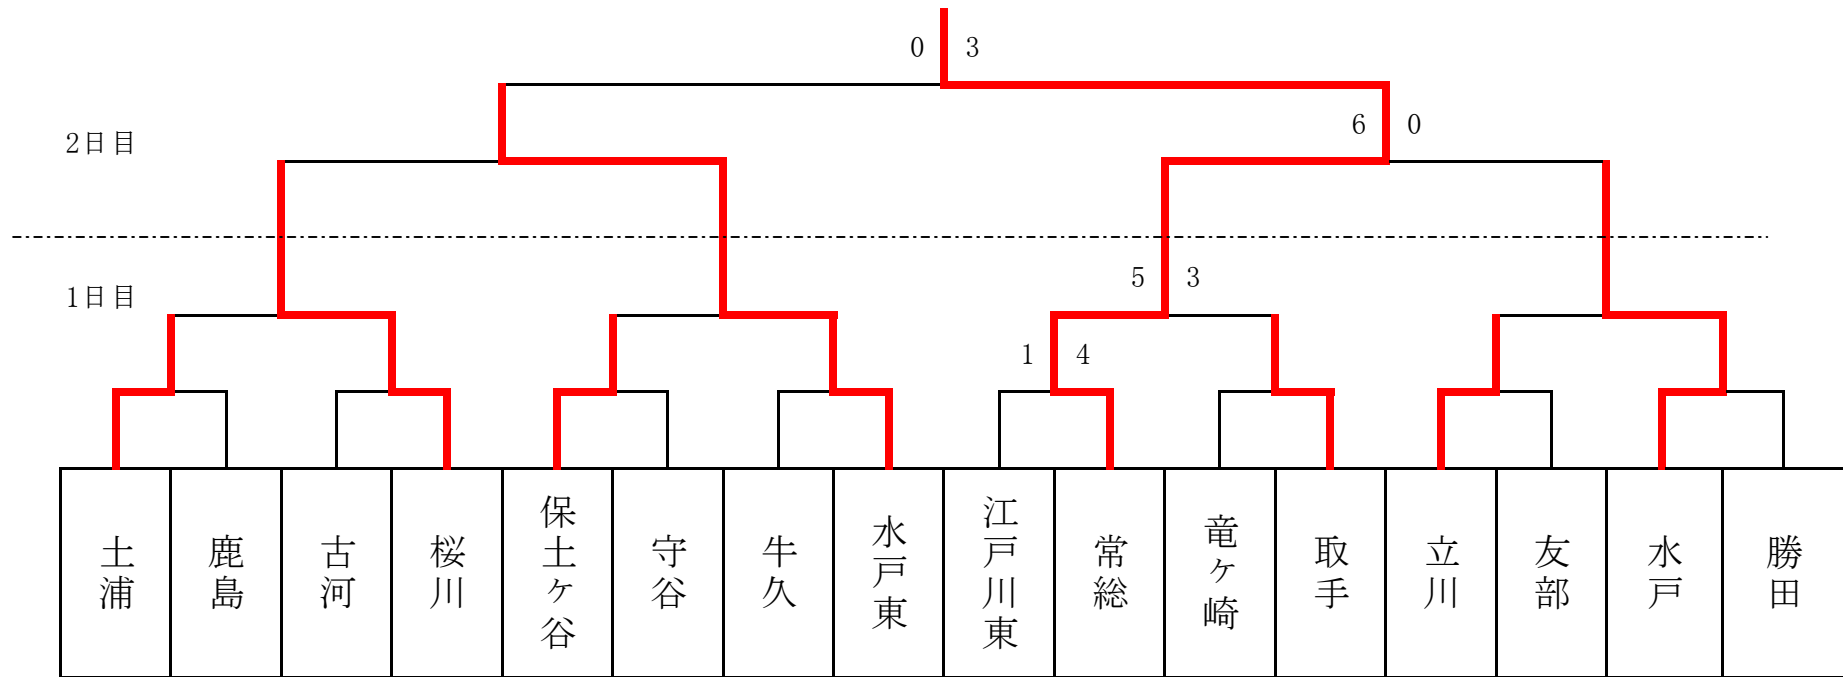 0 3
6 0
2日目
5 3
1日目
1 4
土浦
鹿島
古河
桜川
保土ケ谷
守谷
牛久
水戸東
江戸川東
常総
竜ケ崎
取手
立川
友部
水戸
勝田